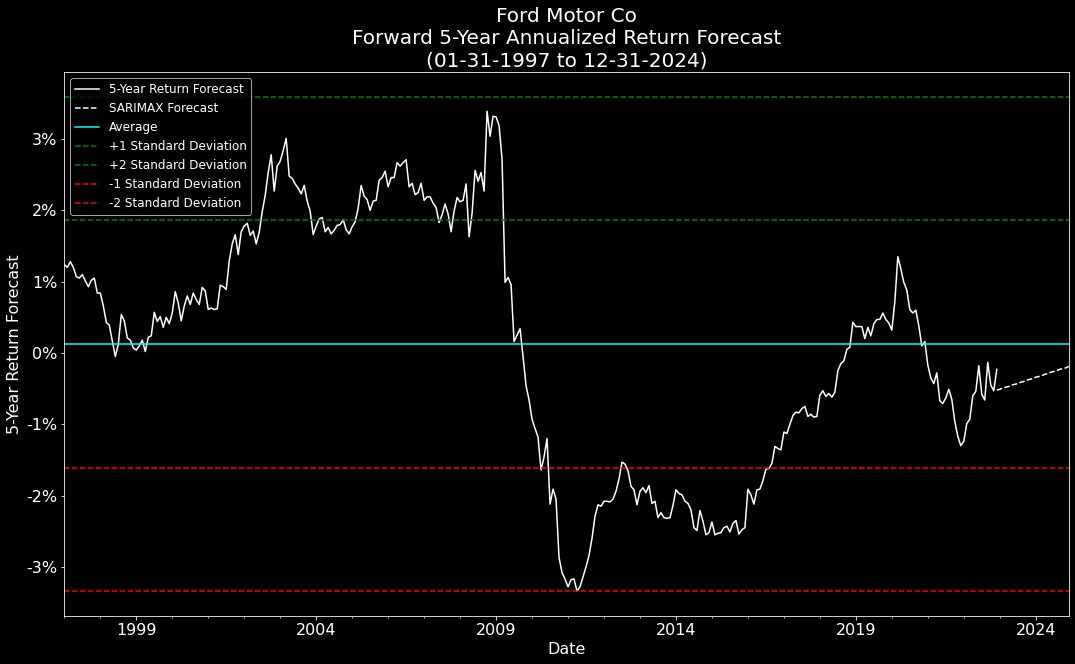 Ford Motor Co
Forward 5-Year Annualized Return Forecast
(01-31-1997 to 12-31-2024)
5-Year Return Forecast
SARIMAX Forecast
Average
+1 Standard Deviation
+2 Standard Deviation
-1 Standard Deviation
-2 Standard Deviation
5-Year Return Forecast
3%
2%
1%
0%
-1%
-2%
-3%
1999 2004 2009 2014 2019 2024
Date